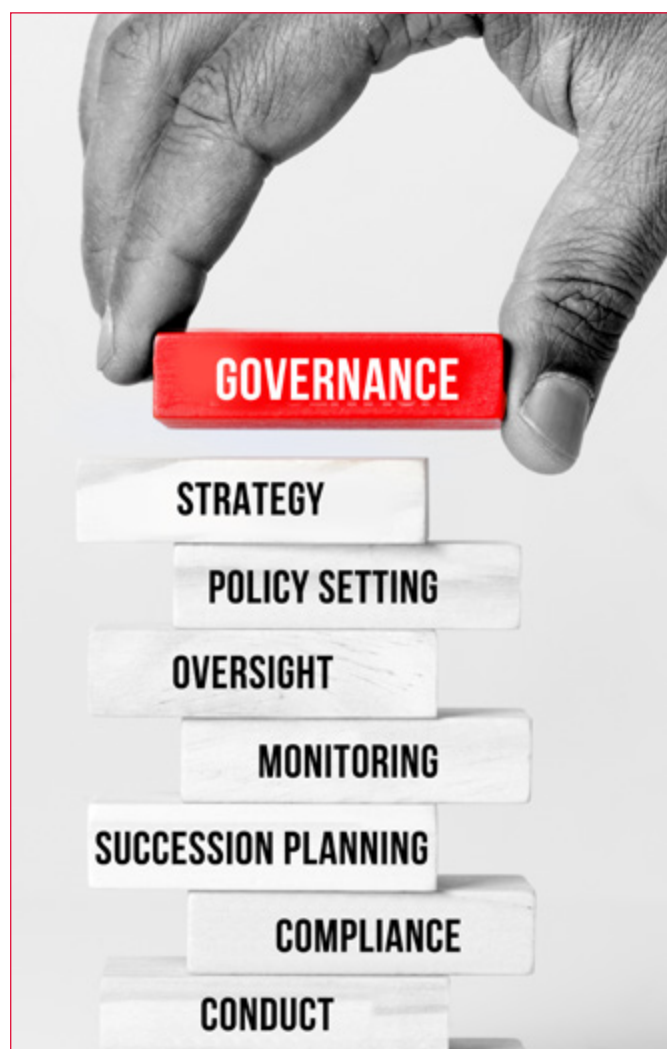 GOVERNANCE
STRATEGY
POLICY SETTING
OVERSIGHT
MONITORING
SUCCESSION PLANNING
COMPLIANCE
CONDUCT